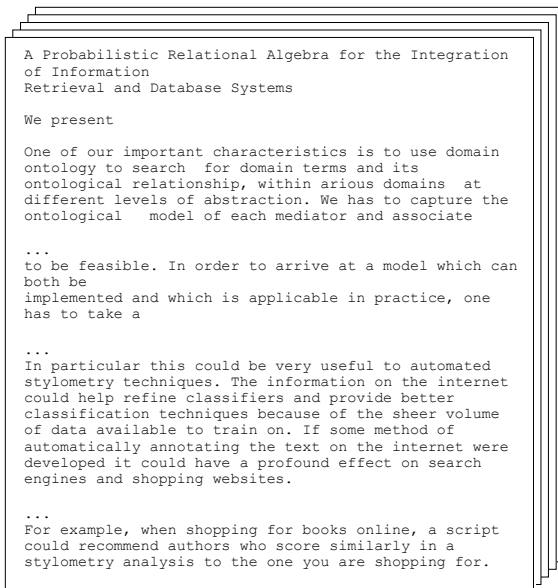 A Probabilistic Relational Algebra for the Integration
of Information
Retrieval and Database Systems
We present
One of our important characteristics is to use domain
ontology to search for domain terms and its
ontological relationship, within arious domains at
different levels of abstraction. We has to capture the
ontological model of each mediator and associate
...
to be feasible. In order to arrive at a model which can
both be
implemented and which is applicable in practice, one
has to take a
...
In particular this could be very useful to automated
stylometry techniques. The information on the internet
could help refine classifiers and provide better
classification techniques because of the sheer volume
of data available to train on. If some method of
automatically annotating the text on the internet were
developed it could have a profound effect on search
engines and shopping websites.
...
For example, when shopping for books online, a script
could recommend authors who score similarly in a
stylometry analysis to the one you are shopping for.